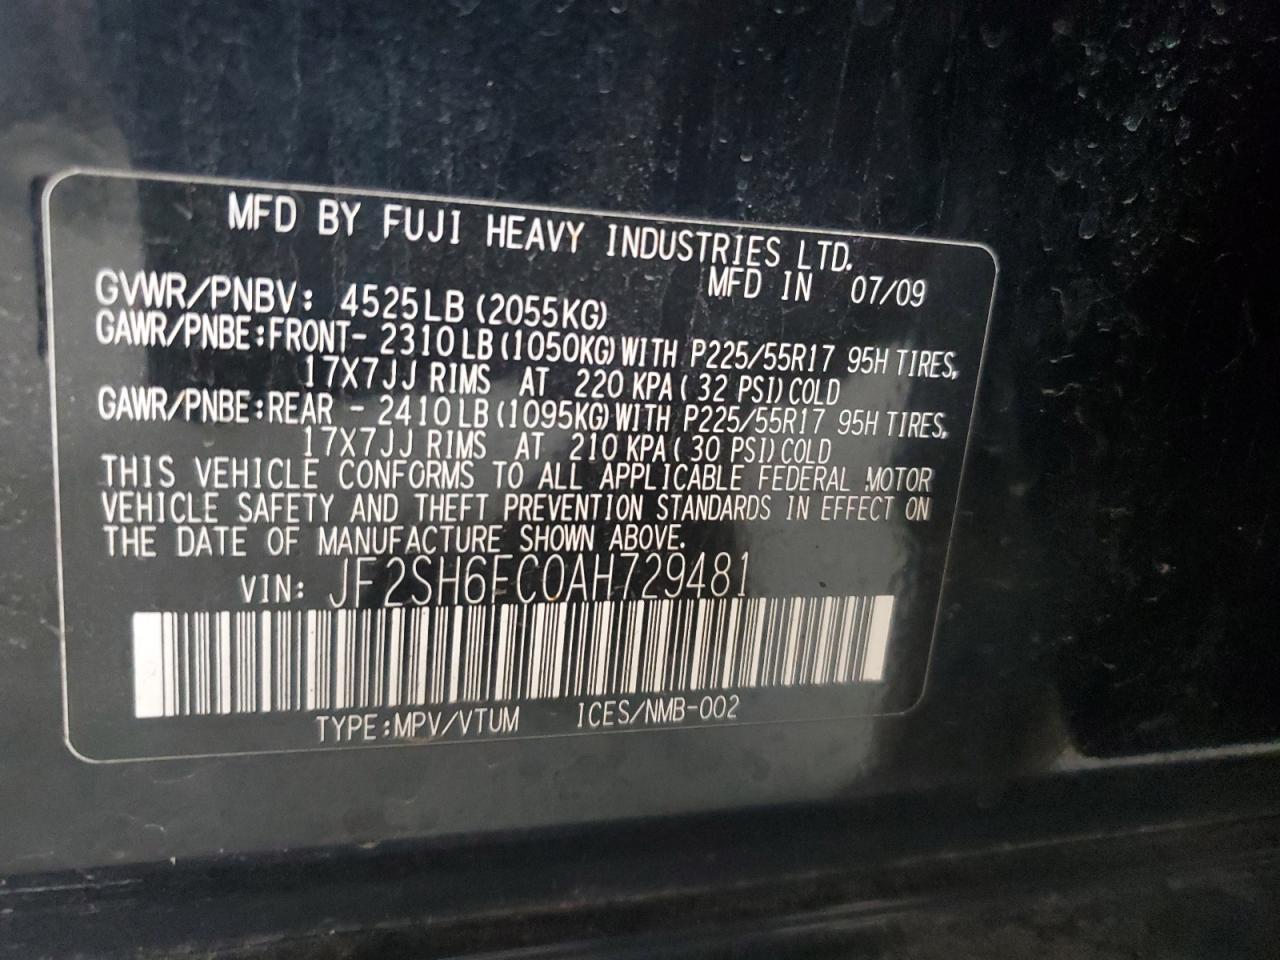 MFD BY FUJI HEAVY INDUSTRIES LTD.
MFD IN 07/09
GVWR/PNBV: 4525LB (2055KG)
GAWR/PNBE:FRONT- 2310 LB (1050KG) WITH P225/55R17 95H TIRES,
17X7JJ RIMS AT 220 KPA ( 32 PSI) COLD
GAWR/PNBE:REAR - 2410 LB (1095KG) WITH P225/55R17 95H TIRES,
17X7JJ RIMS AT 210 KPA ( 30 PSI) COLD
THIS VEHICLE CONFORMS TO ALL APPLICABLE FEDERAL MOTOR
VEHICLE SAFETY AND THEFT PREVENTION STANDARDS IN EFFECT ON
THE DATE OF MANUFACTURE SHOWN ABOVE.
VIN: JF2SH6FC0AH729481
TYPE:MPV/VTUM ICES/NMB-002